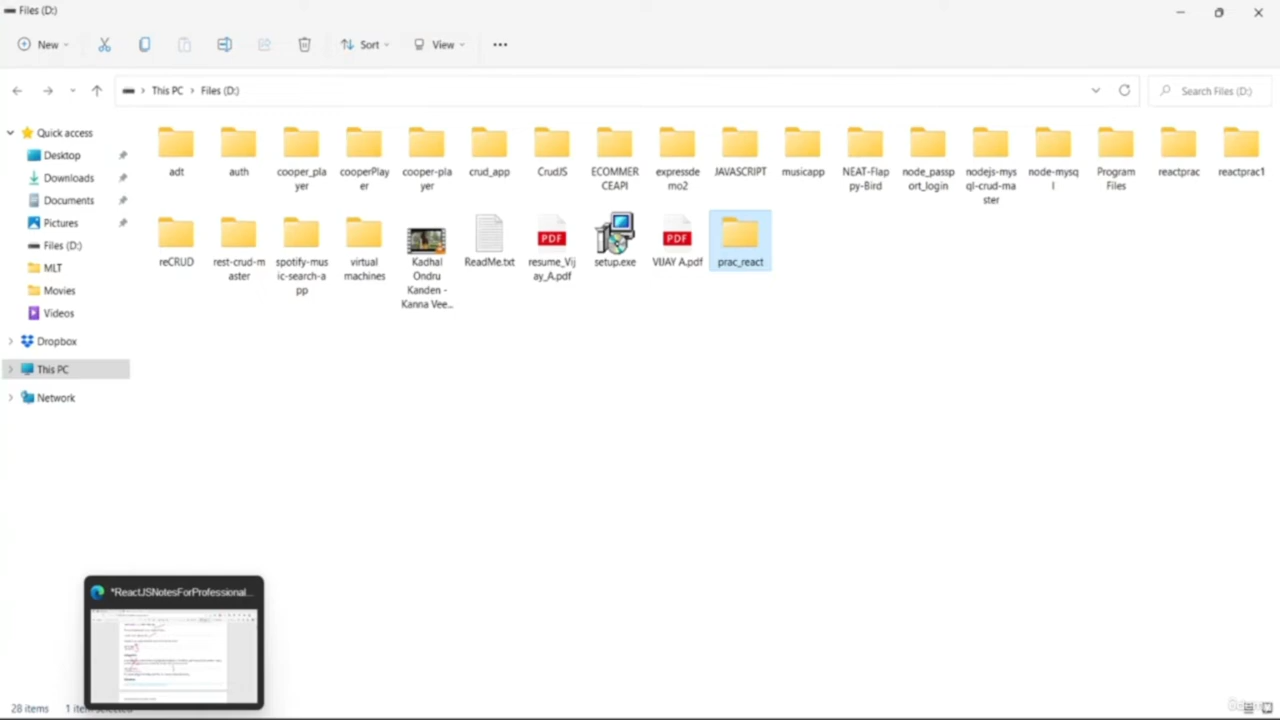 Files (D:)
New
Sort
View
This PC
Files (D:)
Search Files (D:)
Quick access
Desktop
Downloads
Documents
Pictures
Files (D:)
MLT
Movies
Videos
Dropbox
This PC
Network
adt
auth
cooper_pla
yer
cooperPlay
er
cooper-pla
yer
crud_app
CrudJS
ECOMMER
CEAPI
expressde
mo2
JAVASCRIPT
musicapp
NEAT-Flap
py-Bird
node_passp
ort_login
nodejs-mys
ql-crud-ma
ster
node-mysq
l
Program
Files
reactprac
reactprac1
reCRUD
rest-crud-m
aster
spotify-mus
ic-search-a
pp
virtual
machines
Kadhal
Ondru
Kanden -
Kanna Vee...
ReadMe.txt
PDF
resume_Vij
ay_A.pdf
setup.exe
PDF
VIJAY A.pdf
prac_react
*ReactJSNotesForProfessional...
28 items
1 item selected